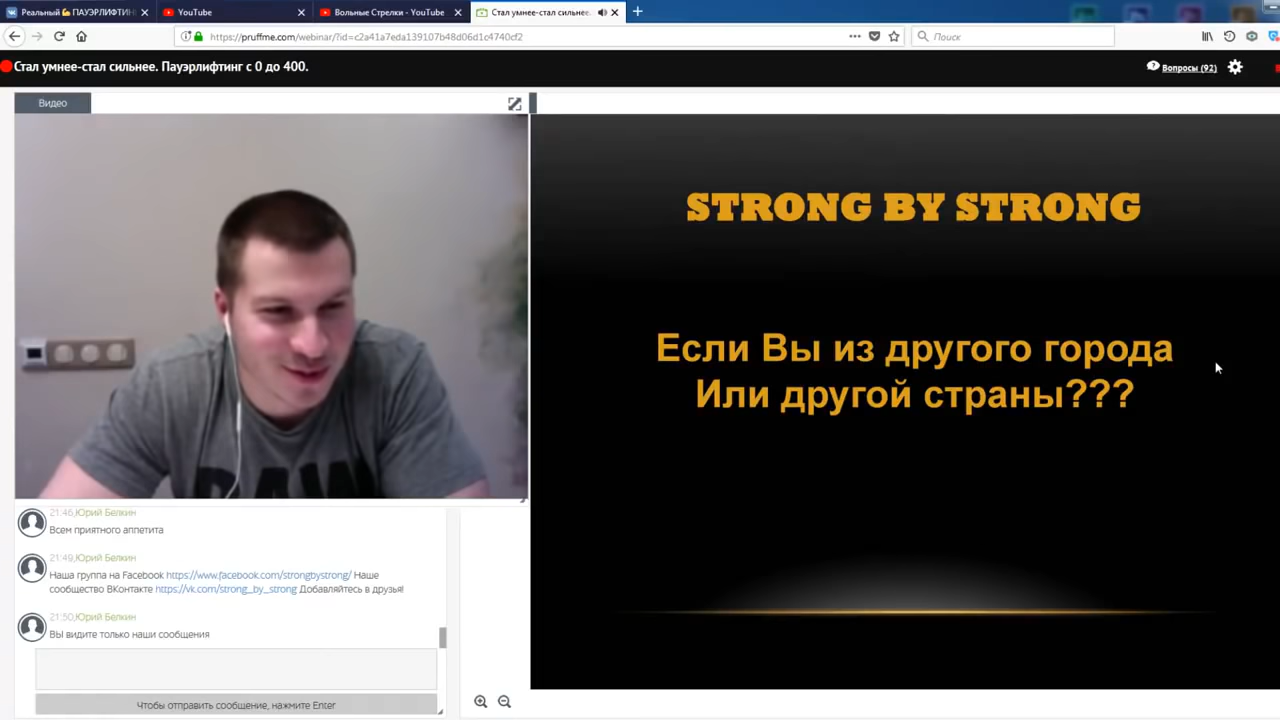 Реальный 💪 ПАУЭРЛИФТИН
YouTube
Вольные Стрелки - YouTube
Стал умнее-стал сильнее.
https://pruffme.com/webinar/?id=c2a41a7eda139107b48d06d1c4740cf2
Поиск
Стал умнее-стал сильнее. Пауэрлифтинг с 0 до 400.
Вопросы (92)
Видео
STRONG BY STRONG
Если Вы из другого города
Или другой страны???
21:46,Юрий Белкин
Всем приятного аппетита
21:49,Юрий Белкин
Наша группа на Facebook https://www.facebook.com/strongbystrong/ Наше
сообщество ВКонтакте https://vk.com/strong_by_strong Добавляйтесь в друзья!
21:50,Юрий Белкин
ВЫ видите только наши сообщения
Чтобы отправить сообщение, нажмите Enter